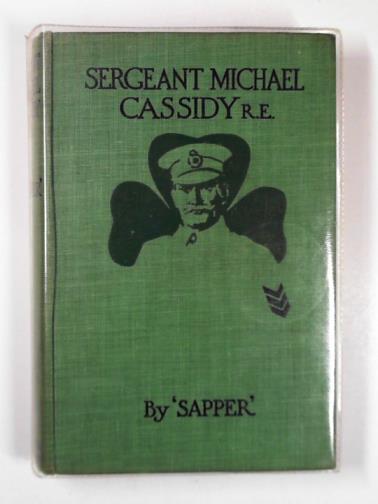 SERGEANT MICHAEL
CASSIDY R.E.
By 'SAPPER'.